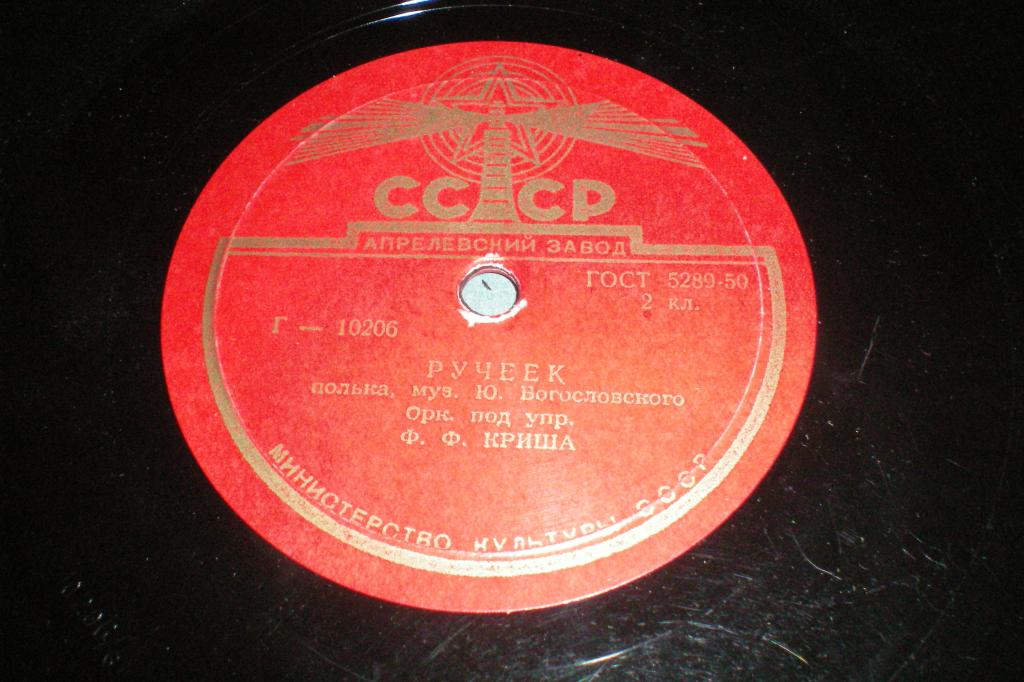 СССР
АПРЕЛЕВСКИЙ ЗАВОД
ГОСТ 5289-50
2 кл.
Г — 10206
РУЧЕЕК
полька, муз. Ю. Богословского
Орк. под упр.
Ф. Ф. КРИША
МИНИСТЕРСТВО КУЛЬТУРЫ СССР